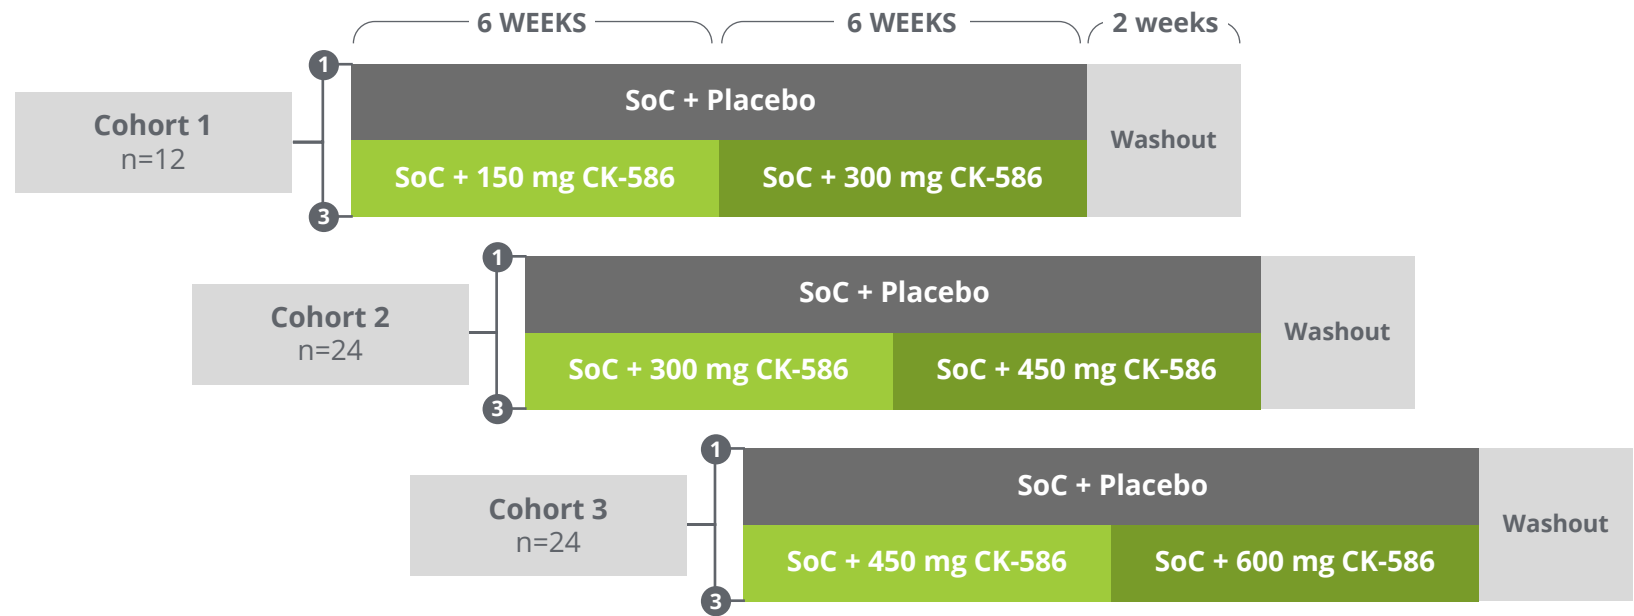 6 WEEKS 6 WEEKS 2 weeks
1
SoC + Placebo
Cohort 1
n=12
Washout
SoC + 150 mg CK-586 SoC + 300 mg CK-586
3
1
SoC + Placebo
Cohort 2
n=24
Washout
SoC + 300 mg CK-586 SoC + 450 mg CK-586
3
1
SoC + Placebo
Cohort 3
n=24
Washout
SoC + 450 mg CK-586 SoC + 600 mg CK-586
3